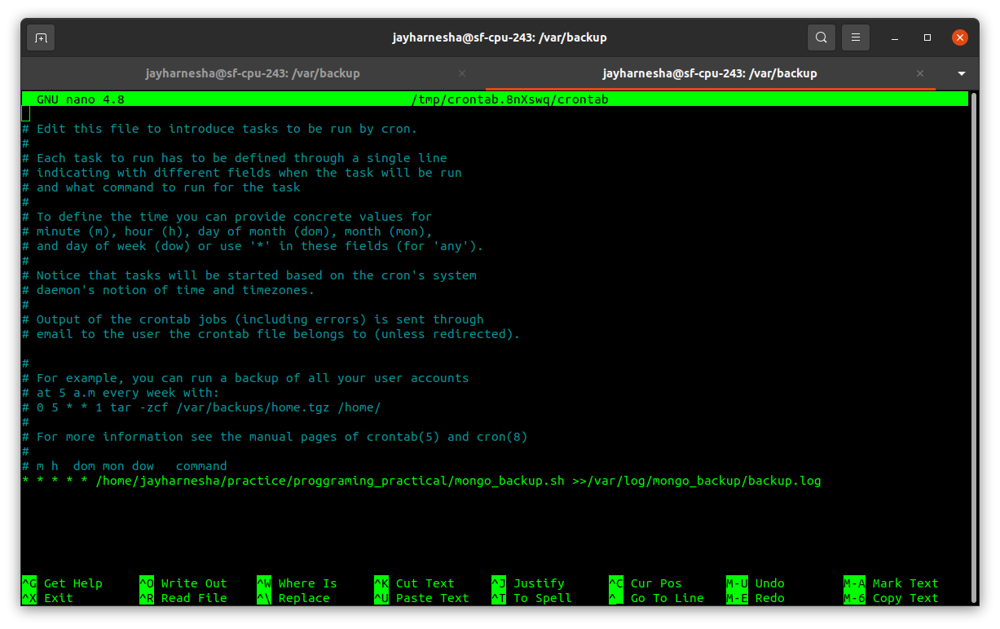 jayharnesha@sf-cpu-243: /var/backup
jayharnesha@sf-cpu-243: /var/backup
jayharnesha@sf-cpu-243: /var/backup
GNU nano 4.8 /tmp/crontab.8nXswq/crontab
# Edit this file to introduce tasks to be run by cron.
#
# Each task to run has to be defined through a single line
# indicating with different fields when the task will be run
# and what command to run for the task
#
# To define the time you can provide concrete values for
# minute (m), hour (h), day of month (dom), month (mon),
# and day of week (dow) or use '*' in these fields (for 'any').
#
# Notice that tasks will be started based on the cron's system
# daemon's notion of time and timezones.
#
# Output of the crontab jobs (including errors) is sent through
# email to the user the crontab file belongs to (unless redirected).
#
# For example, you can run a backup of all your user accounts
# at 5 a.m every week with:
# 0 5 * * 1 tar -zcf /var/backups/home.tgz /home/
#
# For more information see the manual pages of crontab(5) and cron(8)
#
# m h  dom mon dow   command
* * * * * /home/jayharnesha/practice/proggraming_practical/mongo_backup.sh >>/var/log/mongo_backup/backup.log
^G Get Help ^O Write Out ^W Where Is ^K Cut Text ^J Justify ^C Cur Pos M-U Undo M-A Mark Text
^X Exit ^R Read File ^\ Replace ^U Paste Text ^T To Spell ^_ Go To Line M-E Redo M-6 Copy Text